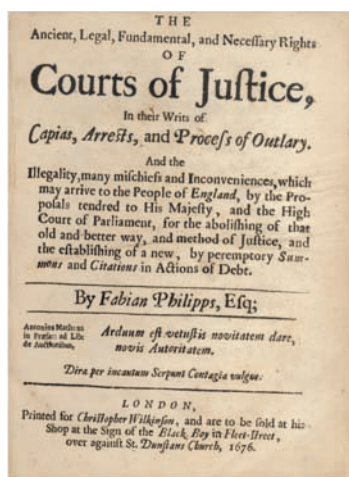 THE
Ancient, Legal, Fundamental, and Neceſſary Rights
OF
Courts of Juſtice,
In their Writs of
Capias, Arreſts, and Proceſs of Outlary.
And the
Illegality, many miſchiefs and Inconveniences, which
may arrive to the People of England, by the Pro-
poſals tendred to His Majeſty, and the High
Court of Parliament, for the aboliſhing of that
old and better way, and method of Juſtice, and
the eſtabliſhing of a new, by peremptory Sum-
mons and Citations in Actions of Debt.
By Fabian Philipps, Eſq;
Antonius
in Præfat ad Lib:
de Auctionibus,
Arduum eſt vetuſtis novitatem dare,
novis Autoritatem.
Dira per incautum Serpunt Contagia vulgus:
LONDON,
Printed for Chriſtopher Wilkinſon, and are to be ſold at his
Shop at the Sign of the Black Boy in Fleet-ſtreet,
over againſt St. Dunſtans Church, 1676.